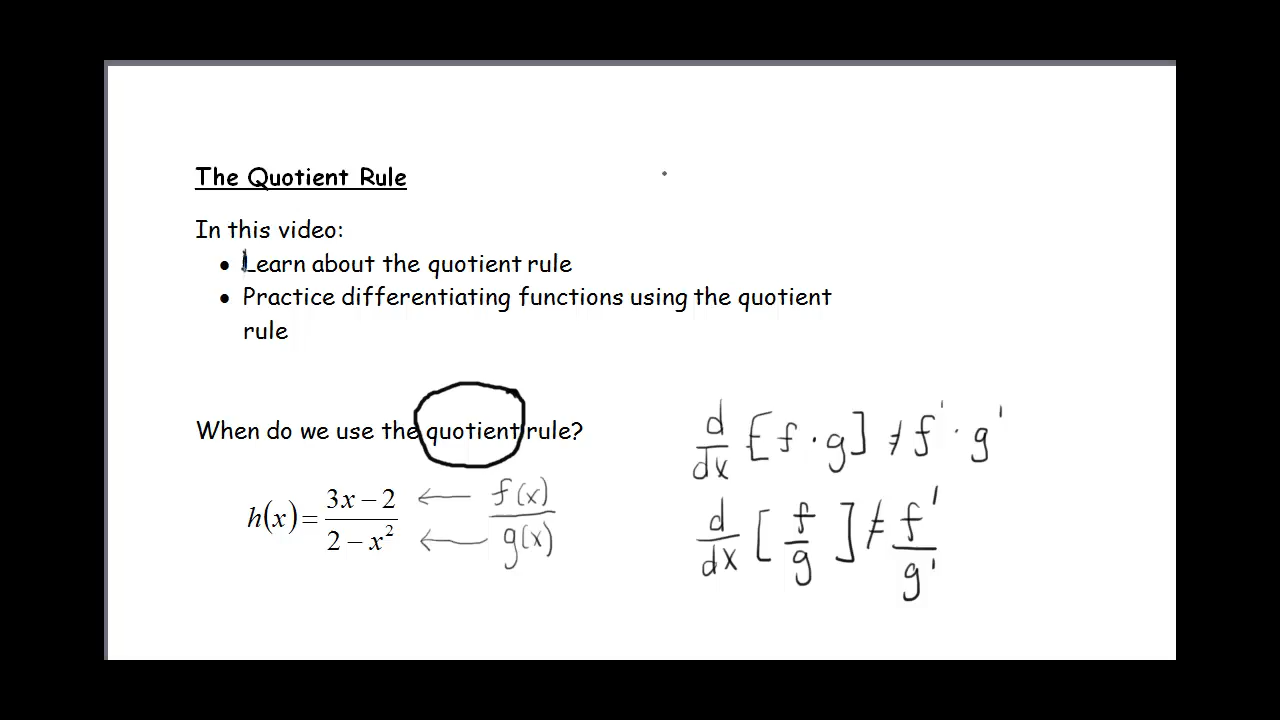 The Quotient Rule
In this video:
• Learn about the quotient rule
• Practice differentiating functions using the quotient
rule
When do we use the quotient rule?
h(x) = (3x − 2)/(2 − x²) ← f(x) / ← g(x)
d/dx [f · g] ≠ f' · g'
d/dx [f/g] ≠ f'/g'